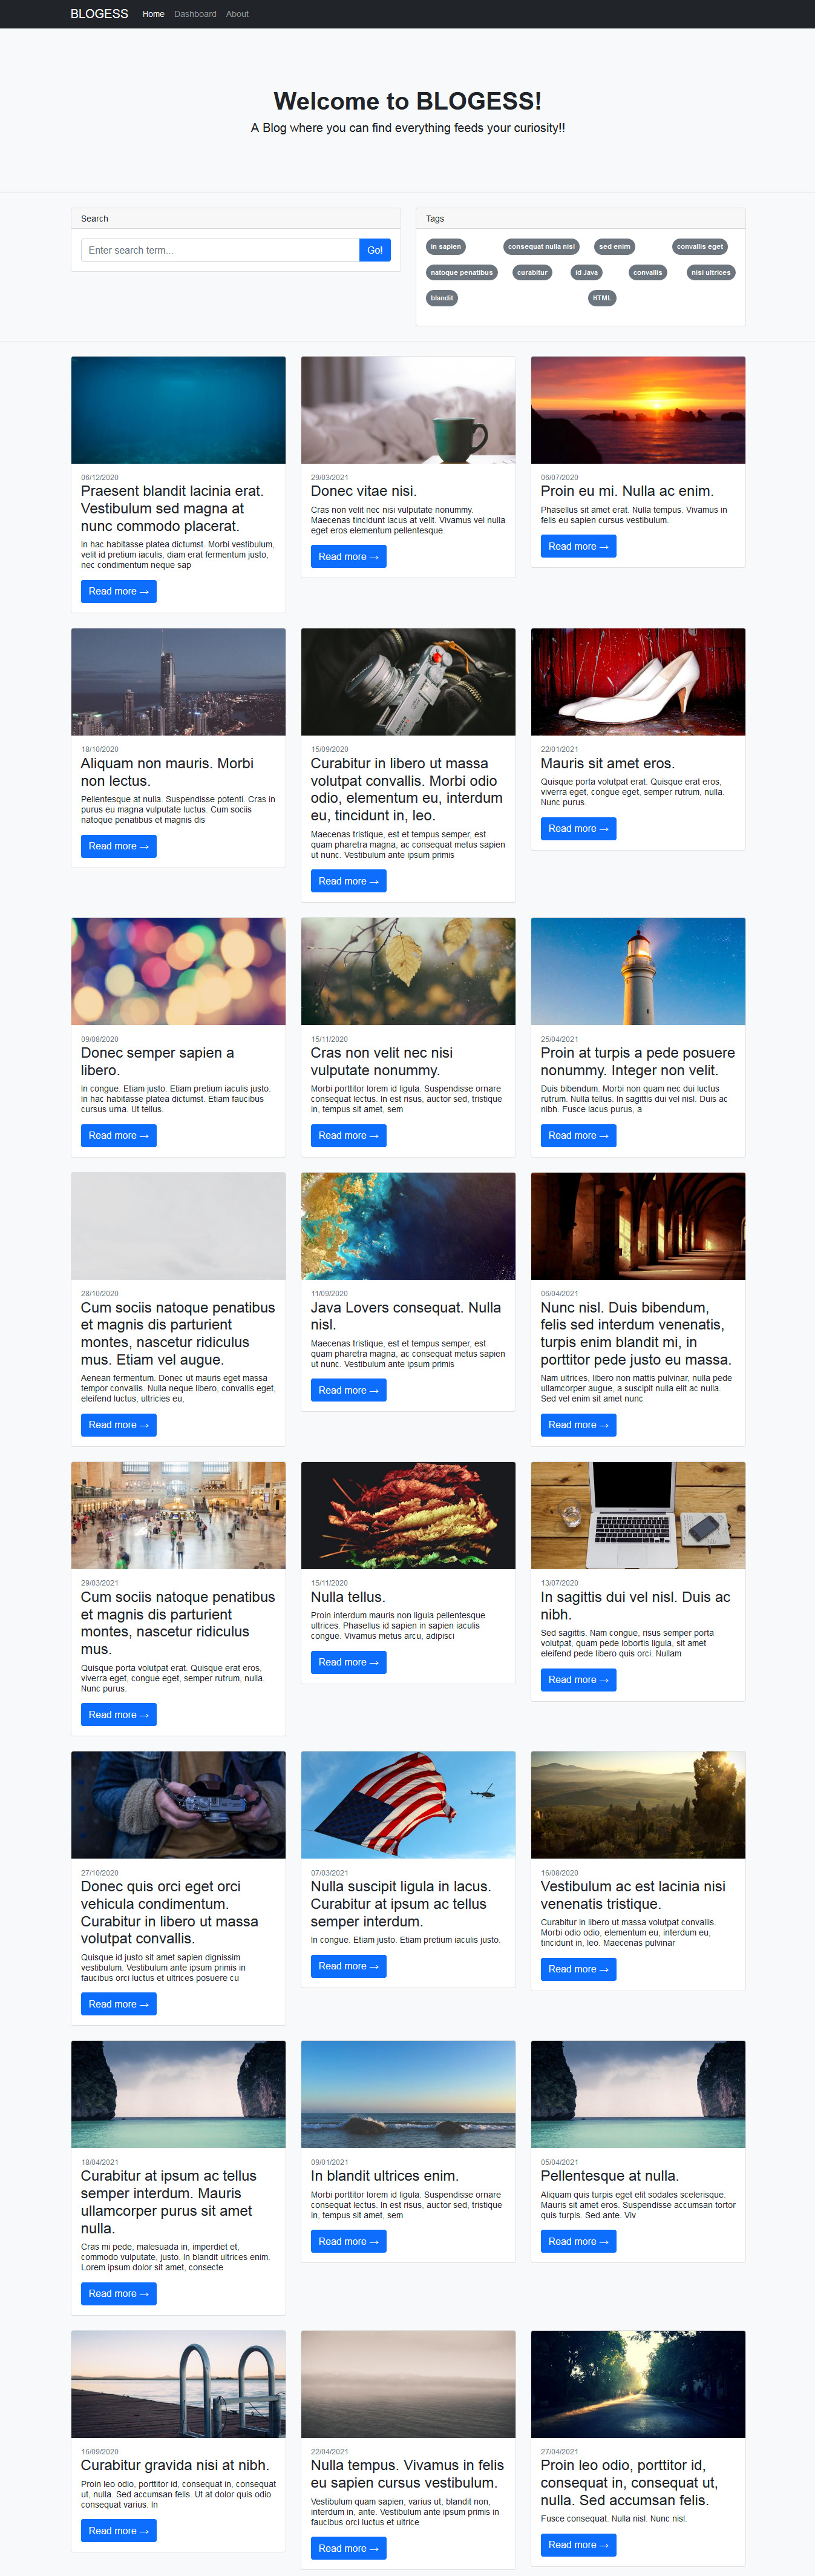 BLOGESS Home Dashboard About
Welcome to BLOGESS!
A Blog where you can find everything feeds your curiosity!!
Search
Enter search term...
Go!
Tags
in sapien
consequat nulla nisl
sed enim
convallis eget
natoque penatibus
curabitur
id Java
convallis
nisi ultrices
blandit
HTML
06/12/2020
Praesent blandit lacinia erat.
Vestibulum sed magna at
nunc commodo placerat.
In hac habitasse platea dictumst. Morbi vestibulum,
velit id pretium iaculis, diam erat fermentum justo,
nec condimentum neque sap
Read more →
29/03/2021
Donec vitae nisi.
Cras non velit nec nisi vulputate nonummy.
Maecenas tincidunt lacus at velit. Vivamus vel nulla
eget eros elementum pellentesque.
Read more →
06/07/2020
Proin eu mi. Nulla ac enim.
Phasellus sit amet erat. Nulla tempus. Vivamus in
felis eu sapien cursus vestibulum.
Read more →
18/10/2020
Aliquam non mauris. Morbi
non lectus.
Pellentesque at nulla. Suspendisse potenti. Cras in
purus eu magna vulputate luctus. Cum sociis
natoque penatibus et magnis dis
Read more →
15/09/2020
Curabitur in libero ut massa
volutpat convallis. Morbi odio
odio, elementum eu, interdum
eu, tincidunt in, leo.
Maecenas tristique, est et tempus semper, est
quam pharetra magna, ac consequat metus sapien
ut nunc. Vestibulum ante ipsum primis
Read more →
22/01/2021
Mauris sit amet eros.
Quisque porta volutpat erat. Quisque erat eros,
viverra eget, congue eget, semper rutrum, nulla.
Nunc purus.
Read more →
09/08/2020
Donec semper sapien a
libero.
In congue. Etiam justo. Etiam pretium iaculis justo.
In hac habitasse platea dictumst. Etiam faucibus
cursus urna. Ut tellus.
Read more →
15/11/2020
Cras non velit nec nisi
vulputate nonummy.
Morbi porttitor lorem id ligula. Suspendisse ornare
consequat lectus. In est risus, auctor sed, tristique
in, tempus sit amet, sem
Read more →
25/04/2021
Proin at turpis a pede posuere
nonummy. Integer non velit.
Duis bibendum. Morbi non quam nec dui luctus
rutrum. Nulla tellus. In sagittis dui vel nisl. Duis ac
nibh. Fusce lacus purus, a
Read more →
28/10/2020
Cum sociis natoque penatibus
et magnis dis parturient
montes, nascetur ridiculus
mus. Etiam vel augue.
Aenean fermentum. Donec ut mauris eget massa
tempor convallis. Nulla neque libero, convallis eget,
eleifend luctus, ultricies eu,
Read more →
11/09/2020
Java Lovers consequat. Nulla
nisl.
Maecenas tristique, est et tempus semper, est
quam pharetra magna, ac consequat metus sapien
ut nunc. Vestibulum ante ipsum primis
Read more →
06/04/2021
Nunc nisl. Duis bibendum,
felis sed interdum venenatis,
turpis enim blandit mi, in
porttitor pede justo eu massa.
Nam ultrices, libero non mattis pulvinar, nulla pede
ullamcorper augue, a suscipit nulla elit ac nulla.
Sed vel enim sit amet nunc
Read more →
29/03/2021
Cum sociis natoque penatibus
et magnis dis parturient
montes, nascetur ridiculus
mus.
Quisque porta volutpat erat. Quisque erat eros,
viverra eget, congue eget, semper rutrum, nulla.
Nunc purus.
Read more →
15/11/2020
Nulla tellus.
Proin interdum mauris non ligula pellentesque
ultrices. Phasellus id sapien in sapien iaculis
congue. Vivamus metus arcu, adipisci
Read more →
13/07/2020
In sagittis dui vel nisl. Duis ac
nibh.
Sed sagittis. Nam congue, risus semper porta
volutpat, quam pede lobortis ligula, sit amet
eleifend pede libero quis orci. Nullam
Read more →
27/10/2020
Donec quis orci eget orci
vehicula condimentum.
Curabitur in libero ut massa
volutpat convallis.
Quisque id justo sit amet sapien dignissim
vestibulum. Vestibulum ante ipsum primis in
faucibus orci luctus et ultrices posuere cu
Read more →
07/03/2021
Nulla suscipit ligula in lacus.
Curabitur at ipsum ac tellus
semper interdum.
In congue. Etiam justo. Etiam pretium iaculis justo.
Read more →
16/08/2020
Vestibulum ac est lacinia nisi
venenatis tristique.
Curabitur in libero ut massa volutpat convallis.
Morbi odio odio, elementum eu, interdum eu,
tincidunt in, leo. Maecenas pulvinar
Read more →
18/04/2021
Curabitur at ipsum ac tellus
semper interdum. Mauris
ullamcorper purus sit amet
nulla.
Cras mi pede, malesuada in, imperdiet et,
commodo vulputate, justo. In blandit ultrices enim.
Lorem ipsum dolor sit amet, consecte
Read more →
09/01/2021
In blandit ultrices enim.
Morbi porttitor lorem id ligula. Suspendisse ornare
consequat lectus. In est risus, auctor sed, tristique
in, tempus sit amet, sem
Read more →
05/04/2021
Pellentesque at nulla.
Aliquam quis turpis eget elit sodales scelerisque.
Mauris sit amet eros. Suspendisse accumsan tortor
quis turpis. Sed ante. Viv
Read more →
16/09/2020
Curabitur gravida nisi at nibh.
Proin leo odio, porttitor id, consequat in, consequat
ut, nulla. Sed accumsan felis. Ut at dolor quis odio
consequat varius. In
Read more →
22/04/2021
Nulla tempus. Vivamus in felis
eu sapien cursus vestibulum.
Vestibulum quam sapien, varius ut, blandit non,
interdum in, ante. Vestibulum ante ipsum primis in
faucibus orci luctus et ultrice
Read more →
27/04/2021
Proin leo odio, porttitor id,
consequat in, consequat ut,
nulla. Sed accumsan felis.
Fusce consequat. Nulla nisl. Nunc nisl.
Read more →